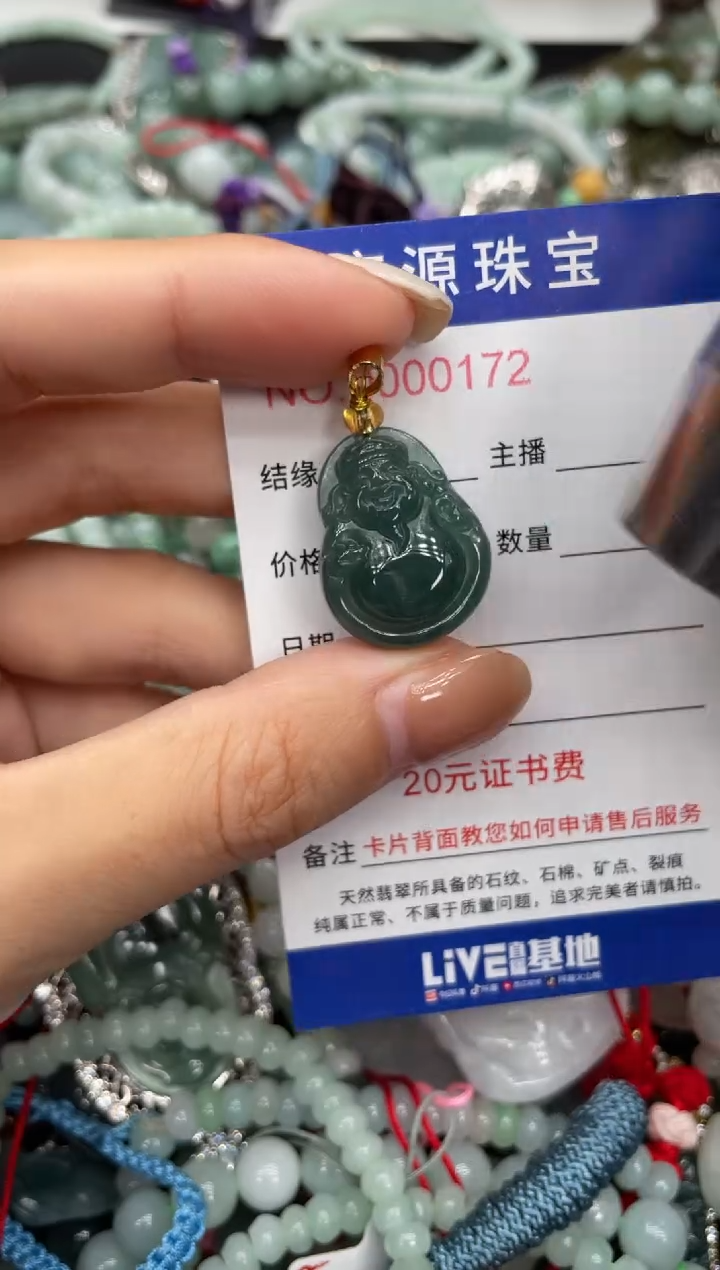 源珠宝
NO. 000172
结缘
主播
价格
数量
日期
20元证书费
备注 卡片背面教您如何申请售后服务
天然翡翠所具备的石纹、石棉、矿点、裂痕
纯属正常、不属于质量问题，追求完美者请慎拍。
LIVE直播基地